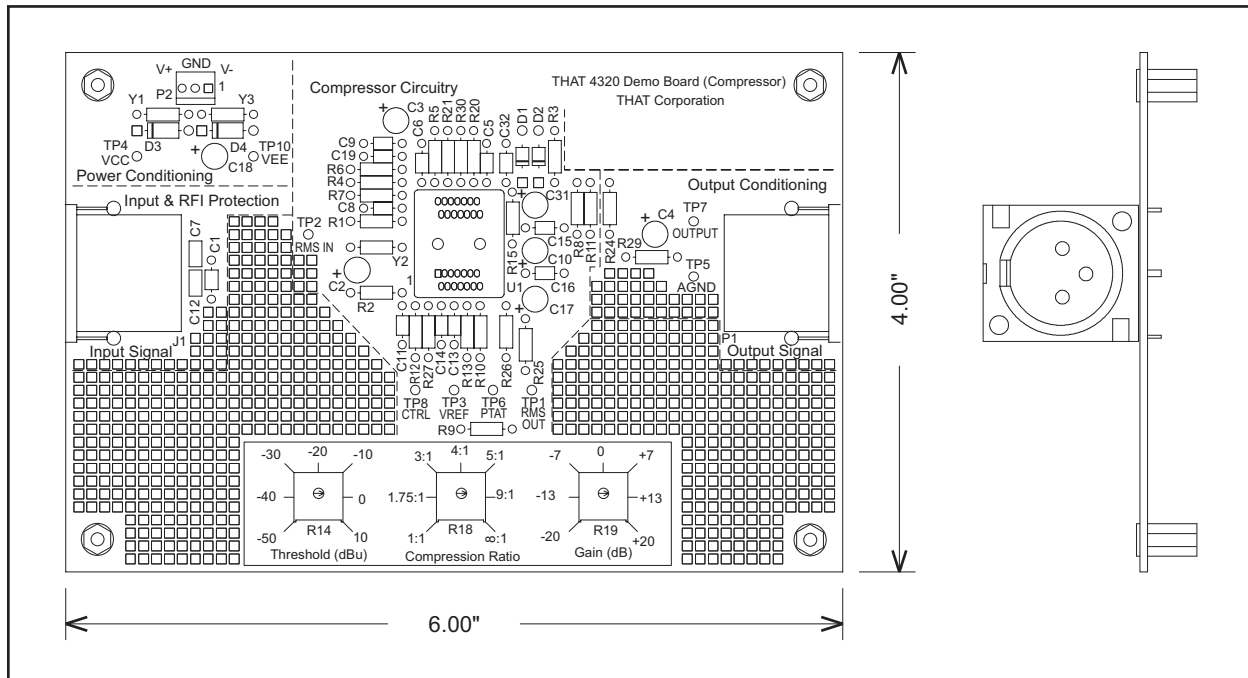 THAT 4320 Demo Board (Compressor)
THAT Corporation
GND
V+
V-
P2
1
Y1
Y3
D3
D4
TP4
VCC
TP10
VEE
C18
Power Conditioning
Compressor Circuitry
C3
C9
C19
R6
R4
R7
C8
R1
C6
R5
R21
R30
R20
C5
C32
D1
D2
R3
Input & RFI Protection
C7
C1
C12
J1
Input Signal
TP2
RMS IN
Y2
C2
R2
1
U1
R15
C31
C15
C10
C16
C17
R8
R11
R24
Output Conditioning
C4
TP7
OUTPUT
R29
TP5
AGND
P1
Output Signal
C11
R12
R27
C14
C13
R13
R10
R26
R25
TP8
CTRL
TP3
VREF
TP6
PTAT
TP1
RMS
OUT
R9
-30
-20
-10
-40
0
-50
R14
10
Threshold (dBu)
3:1
4:1
5:1
1.75:1
9:1
1:1
R18
∞:1
Compression Ratio
-7
0
+7
-13
+13
-20
R19
+20
Gain (dB)
4.00"
6.00"